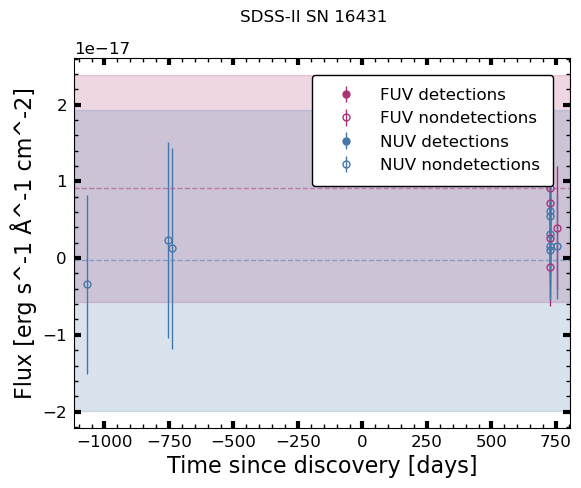 SDSS-II SN 16431
1e−17
FUV detections
FUV nondetections
NUV detections
NUV nondetections
2
1
0
−1
−2
Flux [erg s^-1 Å^-1 cm^-2]
−1000 −750 −500 −250 0 250 500 750
Time since discovery [days]